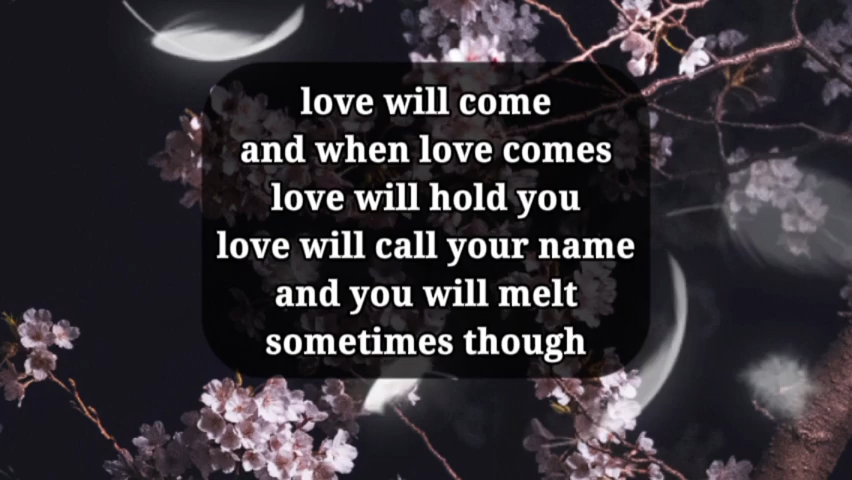 love will come
and when love comes
love will hold you
love will call your name
and you will melt
sometimes though